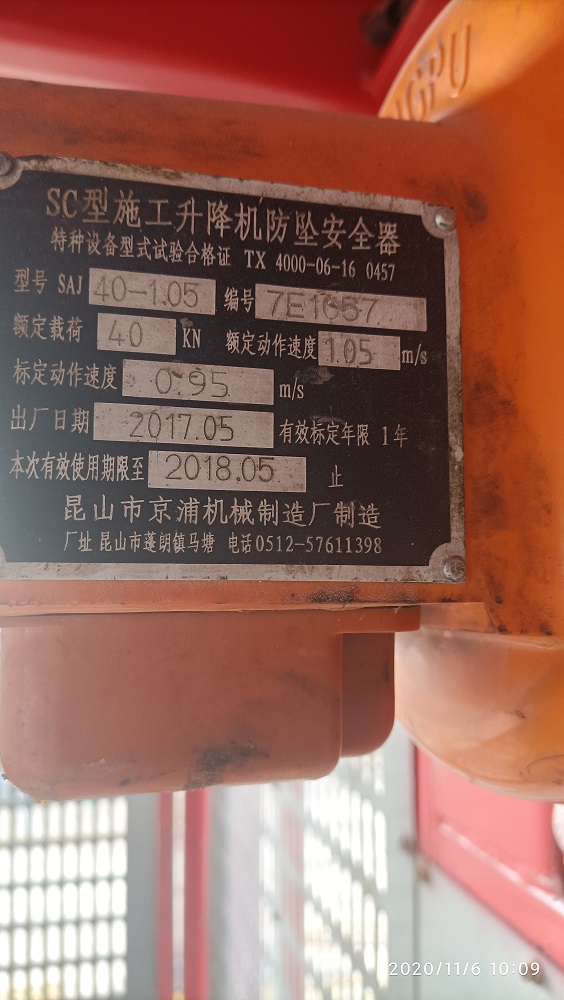 NGPU
SC型施工升降机防坠安全器
特种设备型式试验合格证 TX 4000-06-16 0457
型号 SAJ 40-1.05 编号 7E1657
额定载荷 40 KN 额定动作速度 1.05 m/s
标定动作速度 0.95 m/s
出厂日期 2017.05 有效标定年限 1年
本次有效使用期限至 2018.05 止
昆山市京浦机械制造厂制造
厂址 昆山市蓬朗镇马塘 电话0512-57611398
2020/11/6 10:09